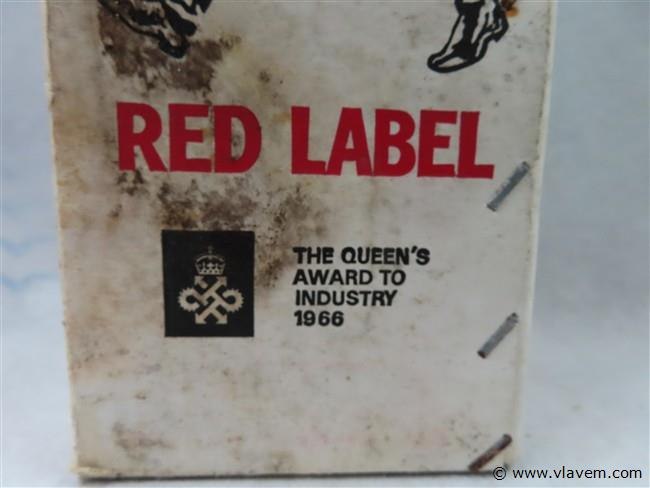 RED LABEL
THE QUEEN'S
AWARD TO
INDUSTRY
1966
© www.vlavem.com